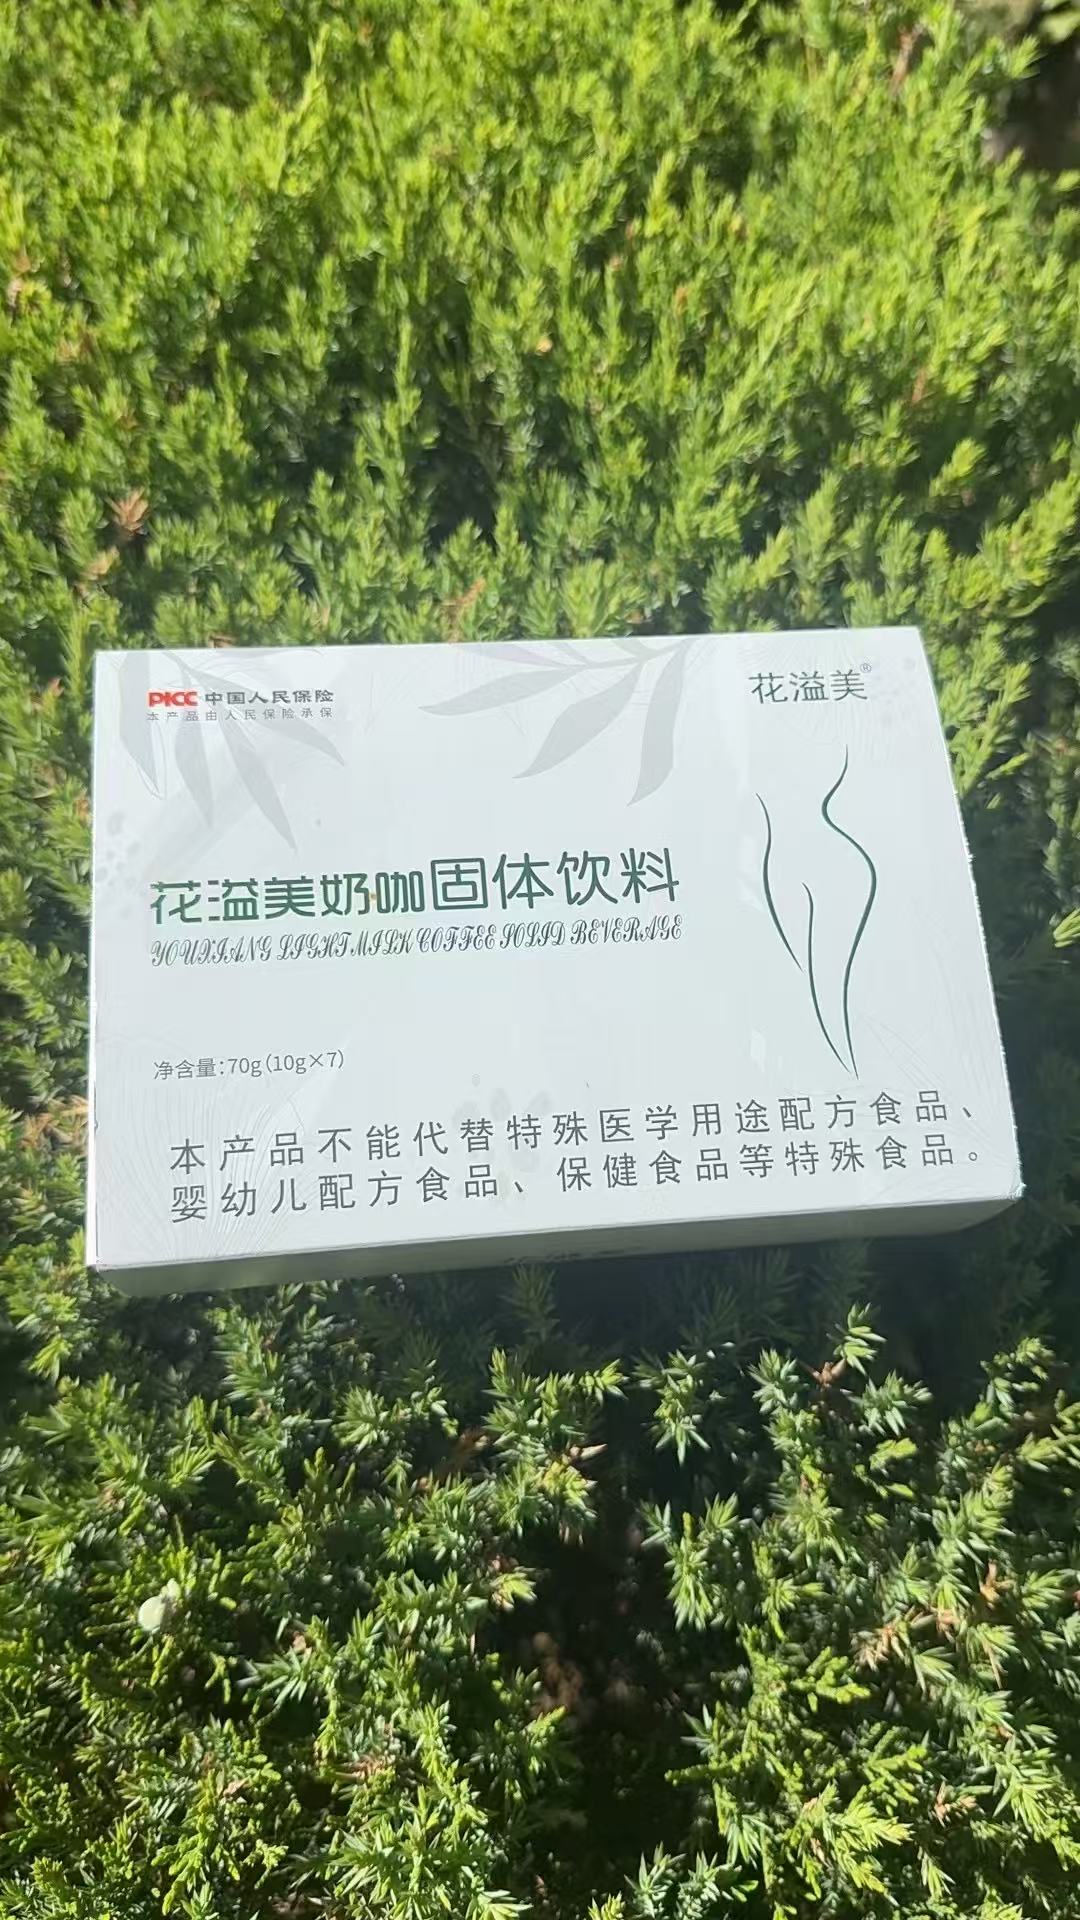 PICC 中国人民保险
本产品由人民保险承保
花溢美®
花溢美奶咖固体饮料
YOUXIANG LIGHT MILK COFFEE SOLID BEVERAGE
净含量:70g(10g×7)
本产品不能代替特殊医学用途配方食品、
婴幼儿配方食品、保健食品等特殊食品。